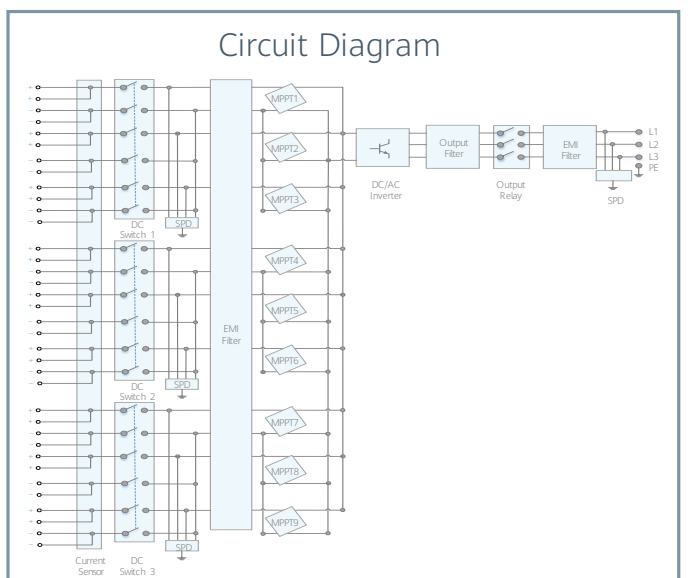 Circuit Diagram
MPPT1
MPPT2
MPPT3
SPD
DC
Switch 1
MPPT4
MPPT5
MPPT6
SPD
DC
Switch 2
EMI
Filter
MPPT7
MPPT8
MPPT9
SPD
Current
Sensor
DC
Switch 3
DC/AC
Inverter
Output
Filter
Output
Relay
EMI
Filter
L1
L2
L3
PE
SPD